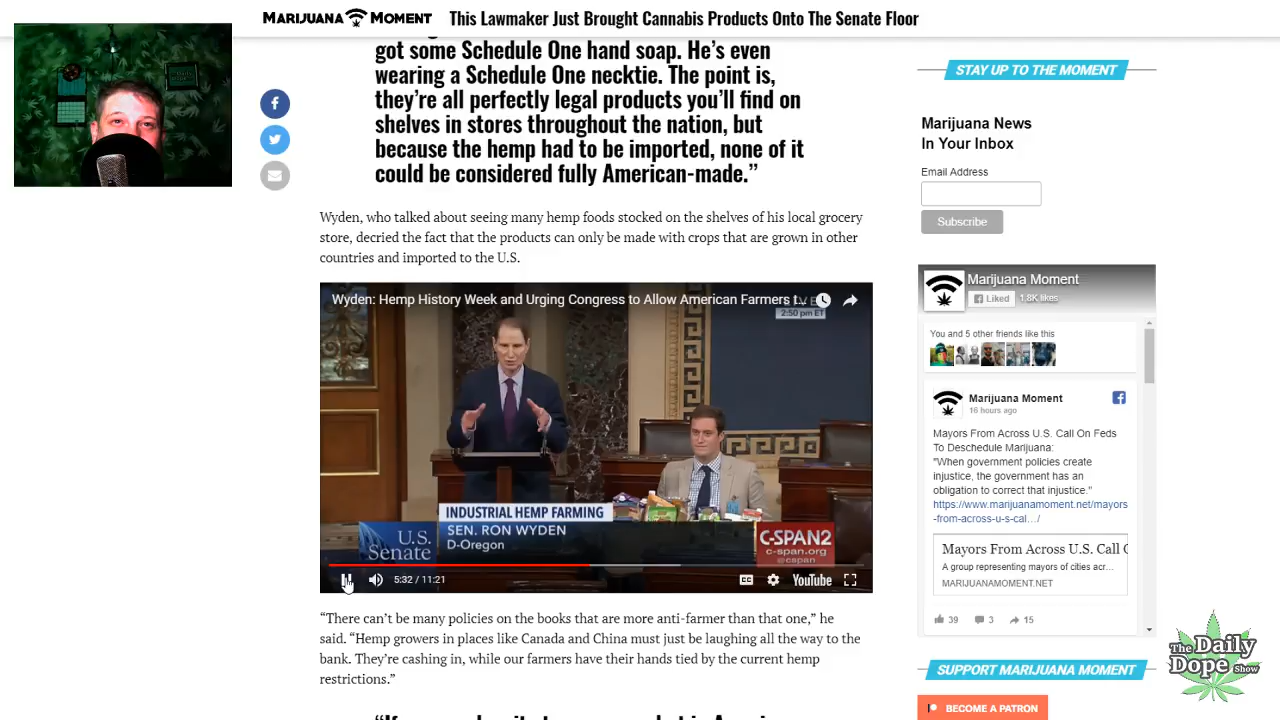 MARIJUANA MOMENT
This Lawmaker Just Brought Cannabis Products Onto The Senate Floor
got some Schedule One hand soap. He's even
wearing a Schedule One necktie. The point is,
they're all perfectly legal products you'll find on
shelves in stores throughout the nation, but
because the hemp had to be imported, none of it
could be considered fully American-made.”
Wyden, who talked about seeing many hemp foods stocked on the shelves of his local grocery
store, decried the fact that the products can only be made with crops that are grown in other
countries and imported to the U.S.
Wyden: Hemp History Week and Urging Congress to Allow American Farmers t...
2:50 pm ET
INDUSTRIAL HEMP FARMING
U.S.
Senate
SEN. RON WYDEN
D-Oregon
C-SPAN2
c-span.org
@cspan
5:32 / 11:21
CC
YouTube
“There can't be many policies on the books that are more anti-farmer than that one,” he
said. “Hemp growers in places like Canada and China must just be laughing all the way to the
bank. They're cashing in, while our farmers have their hands tied by the current hemp
restrictions.”
STAY UP TO THE MOMENT
Marijuana News
In Your Inbox
Email Address
Subscribe
Marijuana Moment
Liked
1.8K likes
You and 5 other friends like this
Marijuana Moment
16 hours ago
Mayors From Across U.S. Call On Feds
To Deschedule Marijuana:
"When government policies create
injustice, the government has an
obligation to correct that injustice."
https://www.marijuanamoment.net/mayors
-from-across-u-s-cal…/
Mayors From Across U.S. Call
A group representing mayors of cities acr...
MARIJUANAMOMENT.NET
39
3
15
SUPPORT MARIJUANA MOMENT
BECOME A PATRON
The Daily
Dope Show